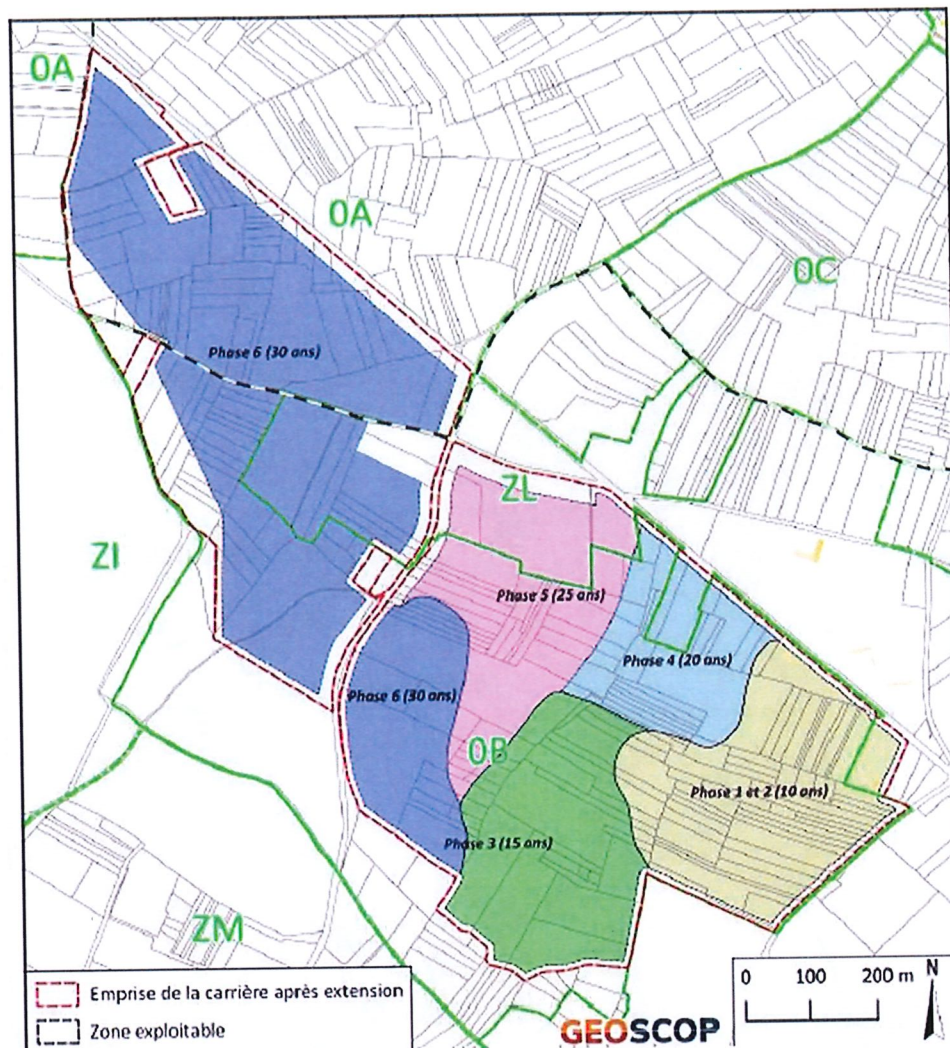 0A
0A
0C
Phase 6 (30 ans)
ZL
ZI
Phase 5 (25 ans)
Phase 4 (20 ans)
Phase 6 (30 ans)
0B
Phase 1 et 2 (10 ans)
Phase 3 (15 ans)
ZM
Emprise de la carrière après extension
Zone exploitable
GEOSCOP
0 100 200 m
N